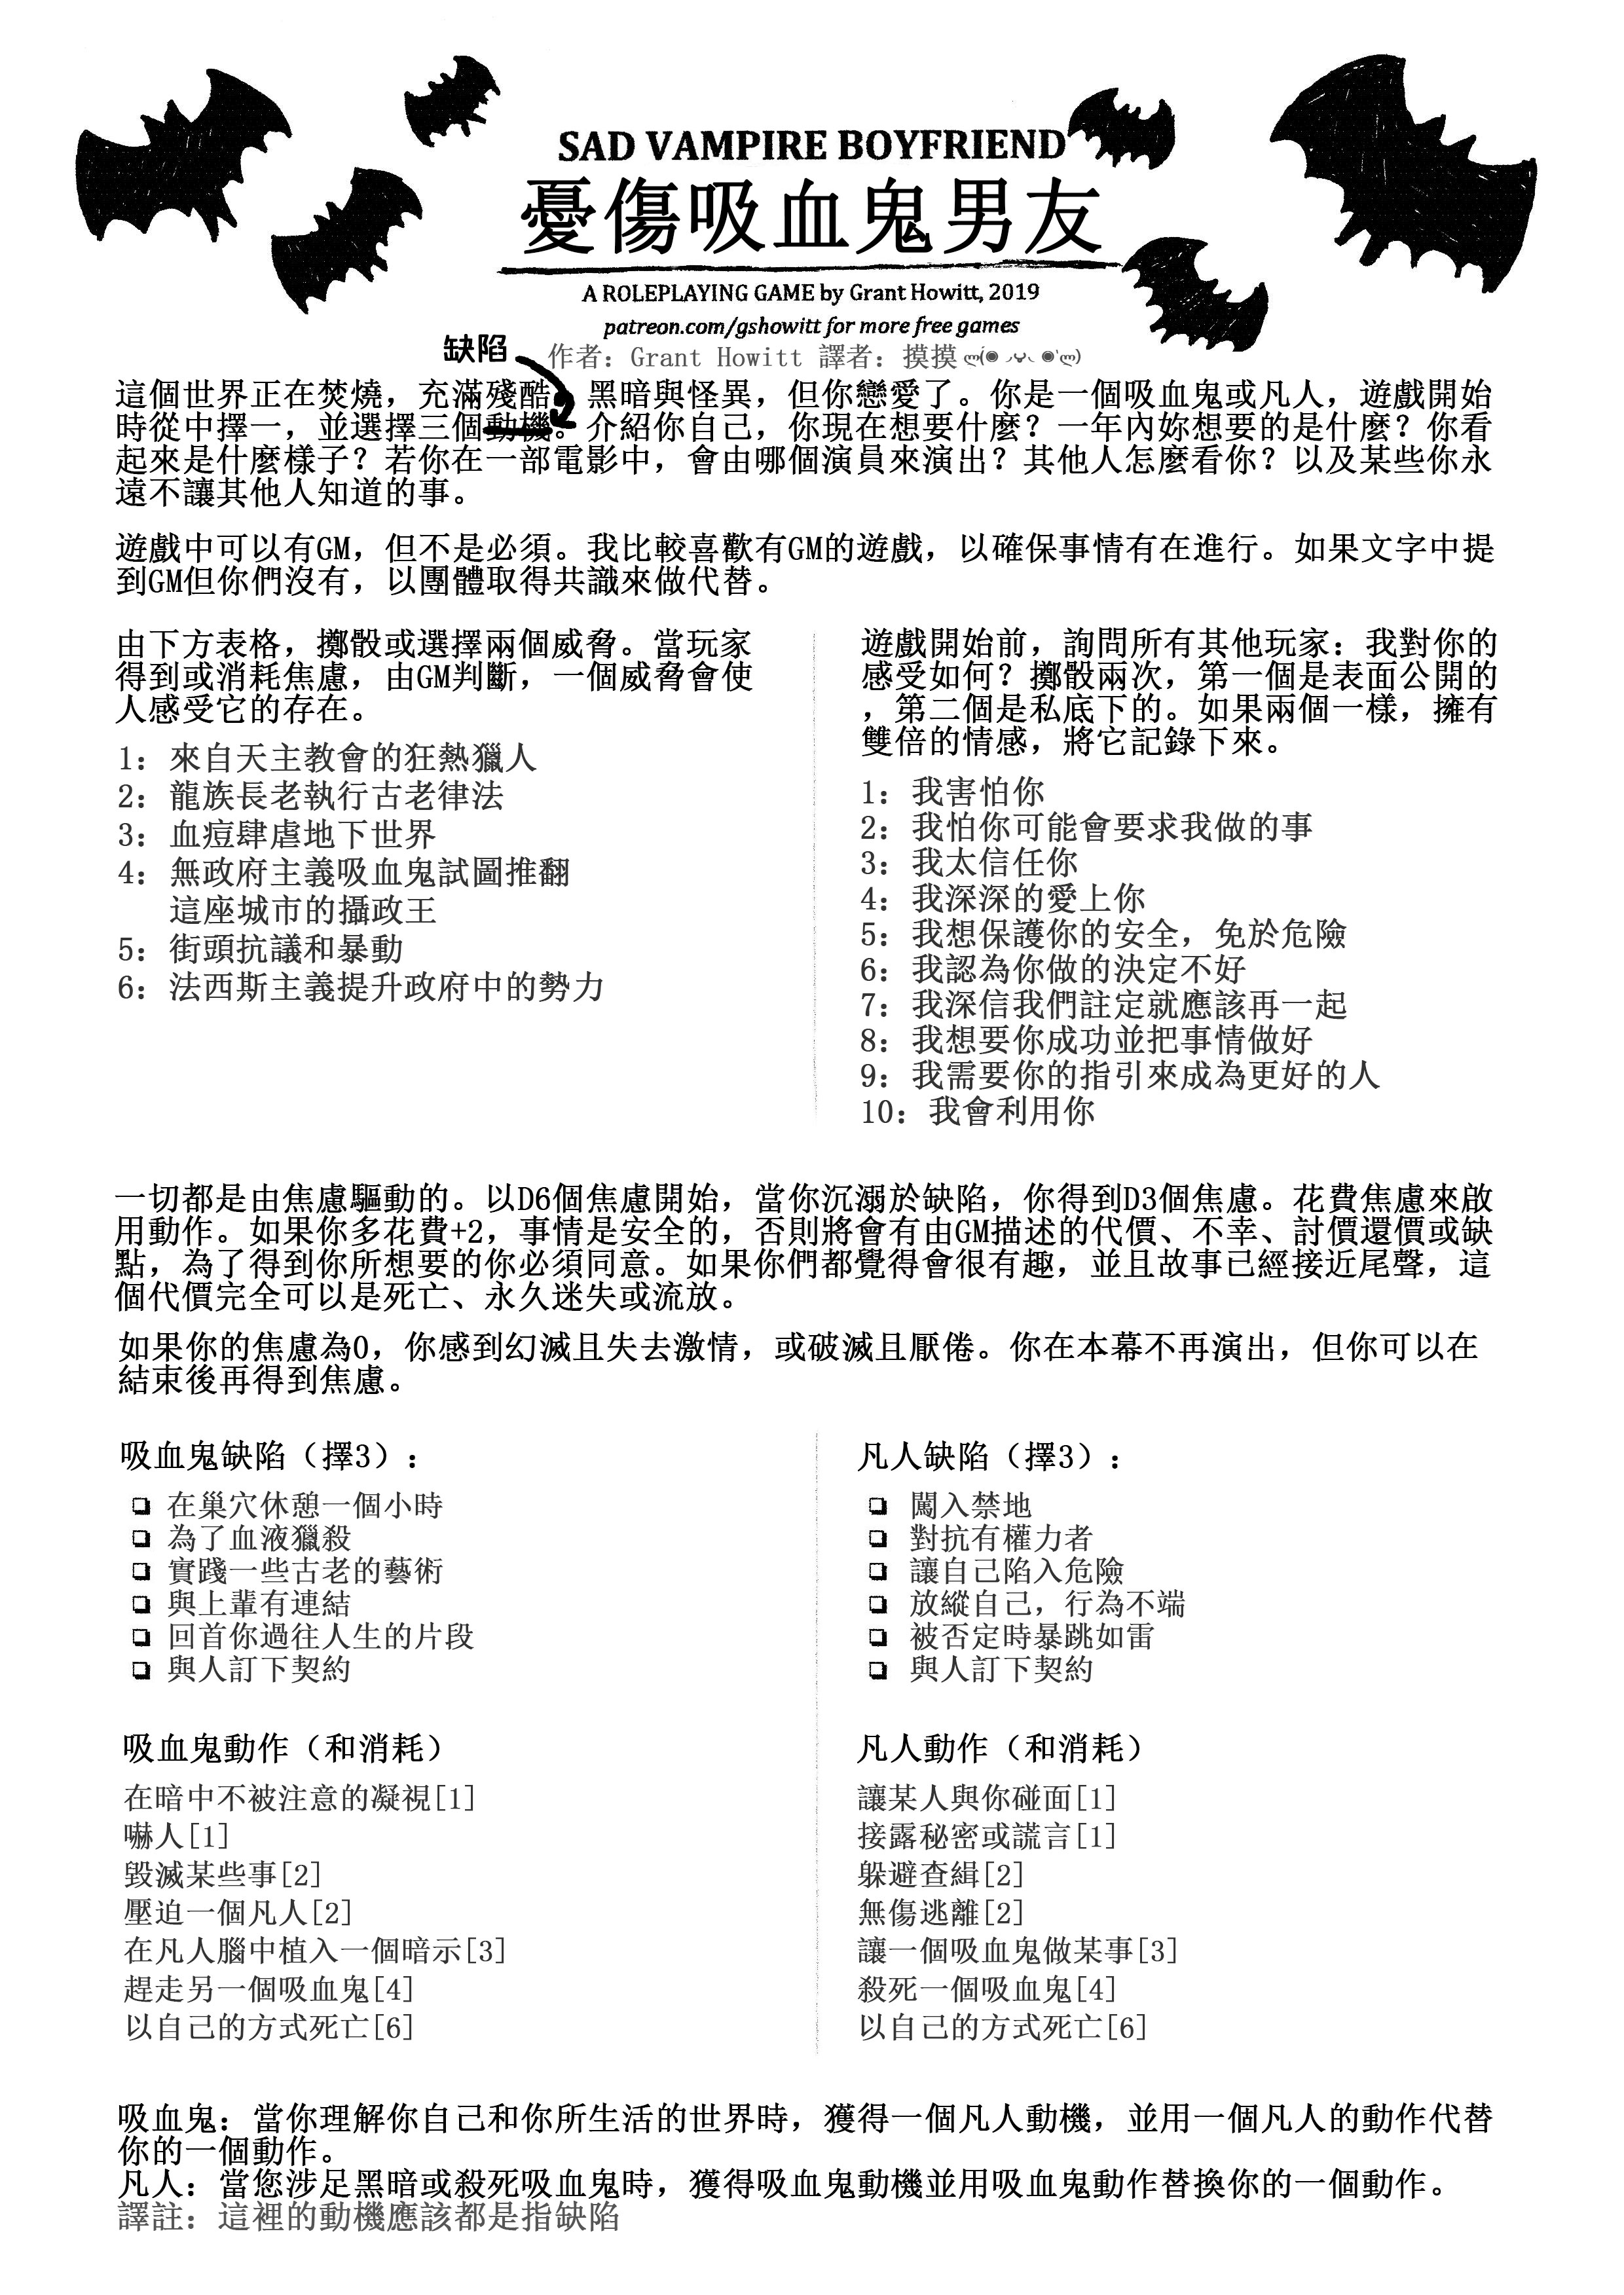 SAD VAMPIRE BOYFRIEND
憂傷吸血鬼男友
A ROLEPLAYING GAME by Grant Howitt, 2019
patreon.com/gshowitt for more free games
作者：Grant Howitt 譯者：摸摸
缺陷
這個世界正在焚燒，充滿殘酷、黑暗與怪異，但你戀愛了。你是一個吸血鬼或凡人，遊戲開始
時從中擇一，並選擇三個動機。介紹你自己，你現在想要什麼？一年內妳想要的是什麼？你看
起來是什麼樣子？若你在一部電影中，會由哪個演員來演出？其他人怎麼看你？以及某些你永
遠不讓其他人知道的事。
遊戲中可以有GM，但不是必須。我比較喜歡有GM的遊戲，以確保事情有在進行。如果文字中提
到GM但你們沒有，以團體取得共識來做代替。
由下方表格，擲骰或選擇兩個威脅。當玩家
得到或消耗焦慮，由GM判斷，一個威脅會使
人感受它的存在。
1：來自天主教會的狂熱獵人
2：龍族長老執行古老律法
3：血痘肆虐地下世界
4：無政府主義吸血鬼試圖推翻
這座城市的攝政王
5：街頭抗議和暴動
6：法西斯主義提升政府中的勢力
遊戲開始前，詢問所有其他玩家：我對你的
感受如何？擲骰兩次，第一個是表面公開的
，第二個是私底下的。如果兩個一樣，擁有
雙倍的情感，將它記錄下來。
1：我害怕你
2：我怕你可能會要求我做的事
3：我太信任你
4：我深深的愛上你
5：我想保護你的安全，免於危險
6：我認為你做的決定不好
7：我深信我們註定就應該再一起
8：我想要你成功並把事情做好
9：我需要你的指引來成為更好的人
10：我會利用你
一切都是由焦慮驅動的。以D6個焦慮開始，當你沉溺於缺陷，你得到D3個焦慮。花費焦慮來啟
用動作。如果你多花費+2，事情是安全的，否則將會有由GM描述的代價、不幸、討價還價或缺
點，為了得到你所想要的你必須同意。如果你們都覺得會很有趣，並且故事已經接近尾聲，這
個代價完全可以是死亡、永久迷失或流放。
如果你的焦慮為0，你感到幻滅且失去激情，或破滅且厭倦。你在本幕不再演出，但你可以在
結束後再得到焦慮。
吸血鬼缺陷（擇3）：
在巢穴休憩一個小時
為了血液獵殺
實踐一些古老的藝術
與上輩有連結
回首你過往人生的片段
與人訂下契約
凡人缺陷（擇3）：
闖入禁地
對抗有權力者
讓自己陷入危險
放縱自己，行為不端
被否定時暴跳如雷
與人訂下契約
吸血鬼動作（和消耗）
在暗中不被注意的凝視[1]
嚇人[1]
毀滅某些事[2]
壓迫一個凡人[2]
在凡人腦中植入一個暗示[3]
趕走另一個吸血鬼[4]
以自己的方式死亡[6]
凡人動作（和消耗）
讓某人與你碰面[1]
接露秘密或謊言[1]
躲避查緝[2]
無傷逃離[2]
讓一個吸血鬼做某事[3]
殺死一個吸血鬼[4]
以自己的方式死亡[6]
吸血鬼：當你理解你自己和你所生活的世界時，獲得一個凡人動機，並用一個凡人的動作代替
你的一個動作。
凡人：當您涉足黑暗或殺死吸血鬼時，獲得吸血鬼動機並用吸血鬼動作替換你的一個動作。
譯註：這裡的動機應該都是指缺陷